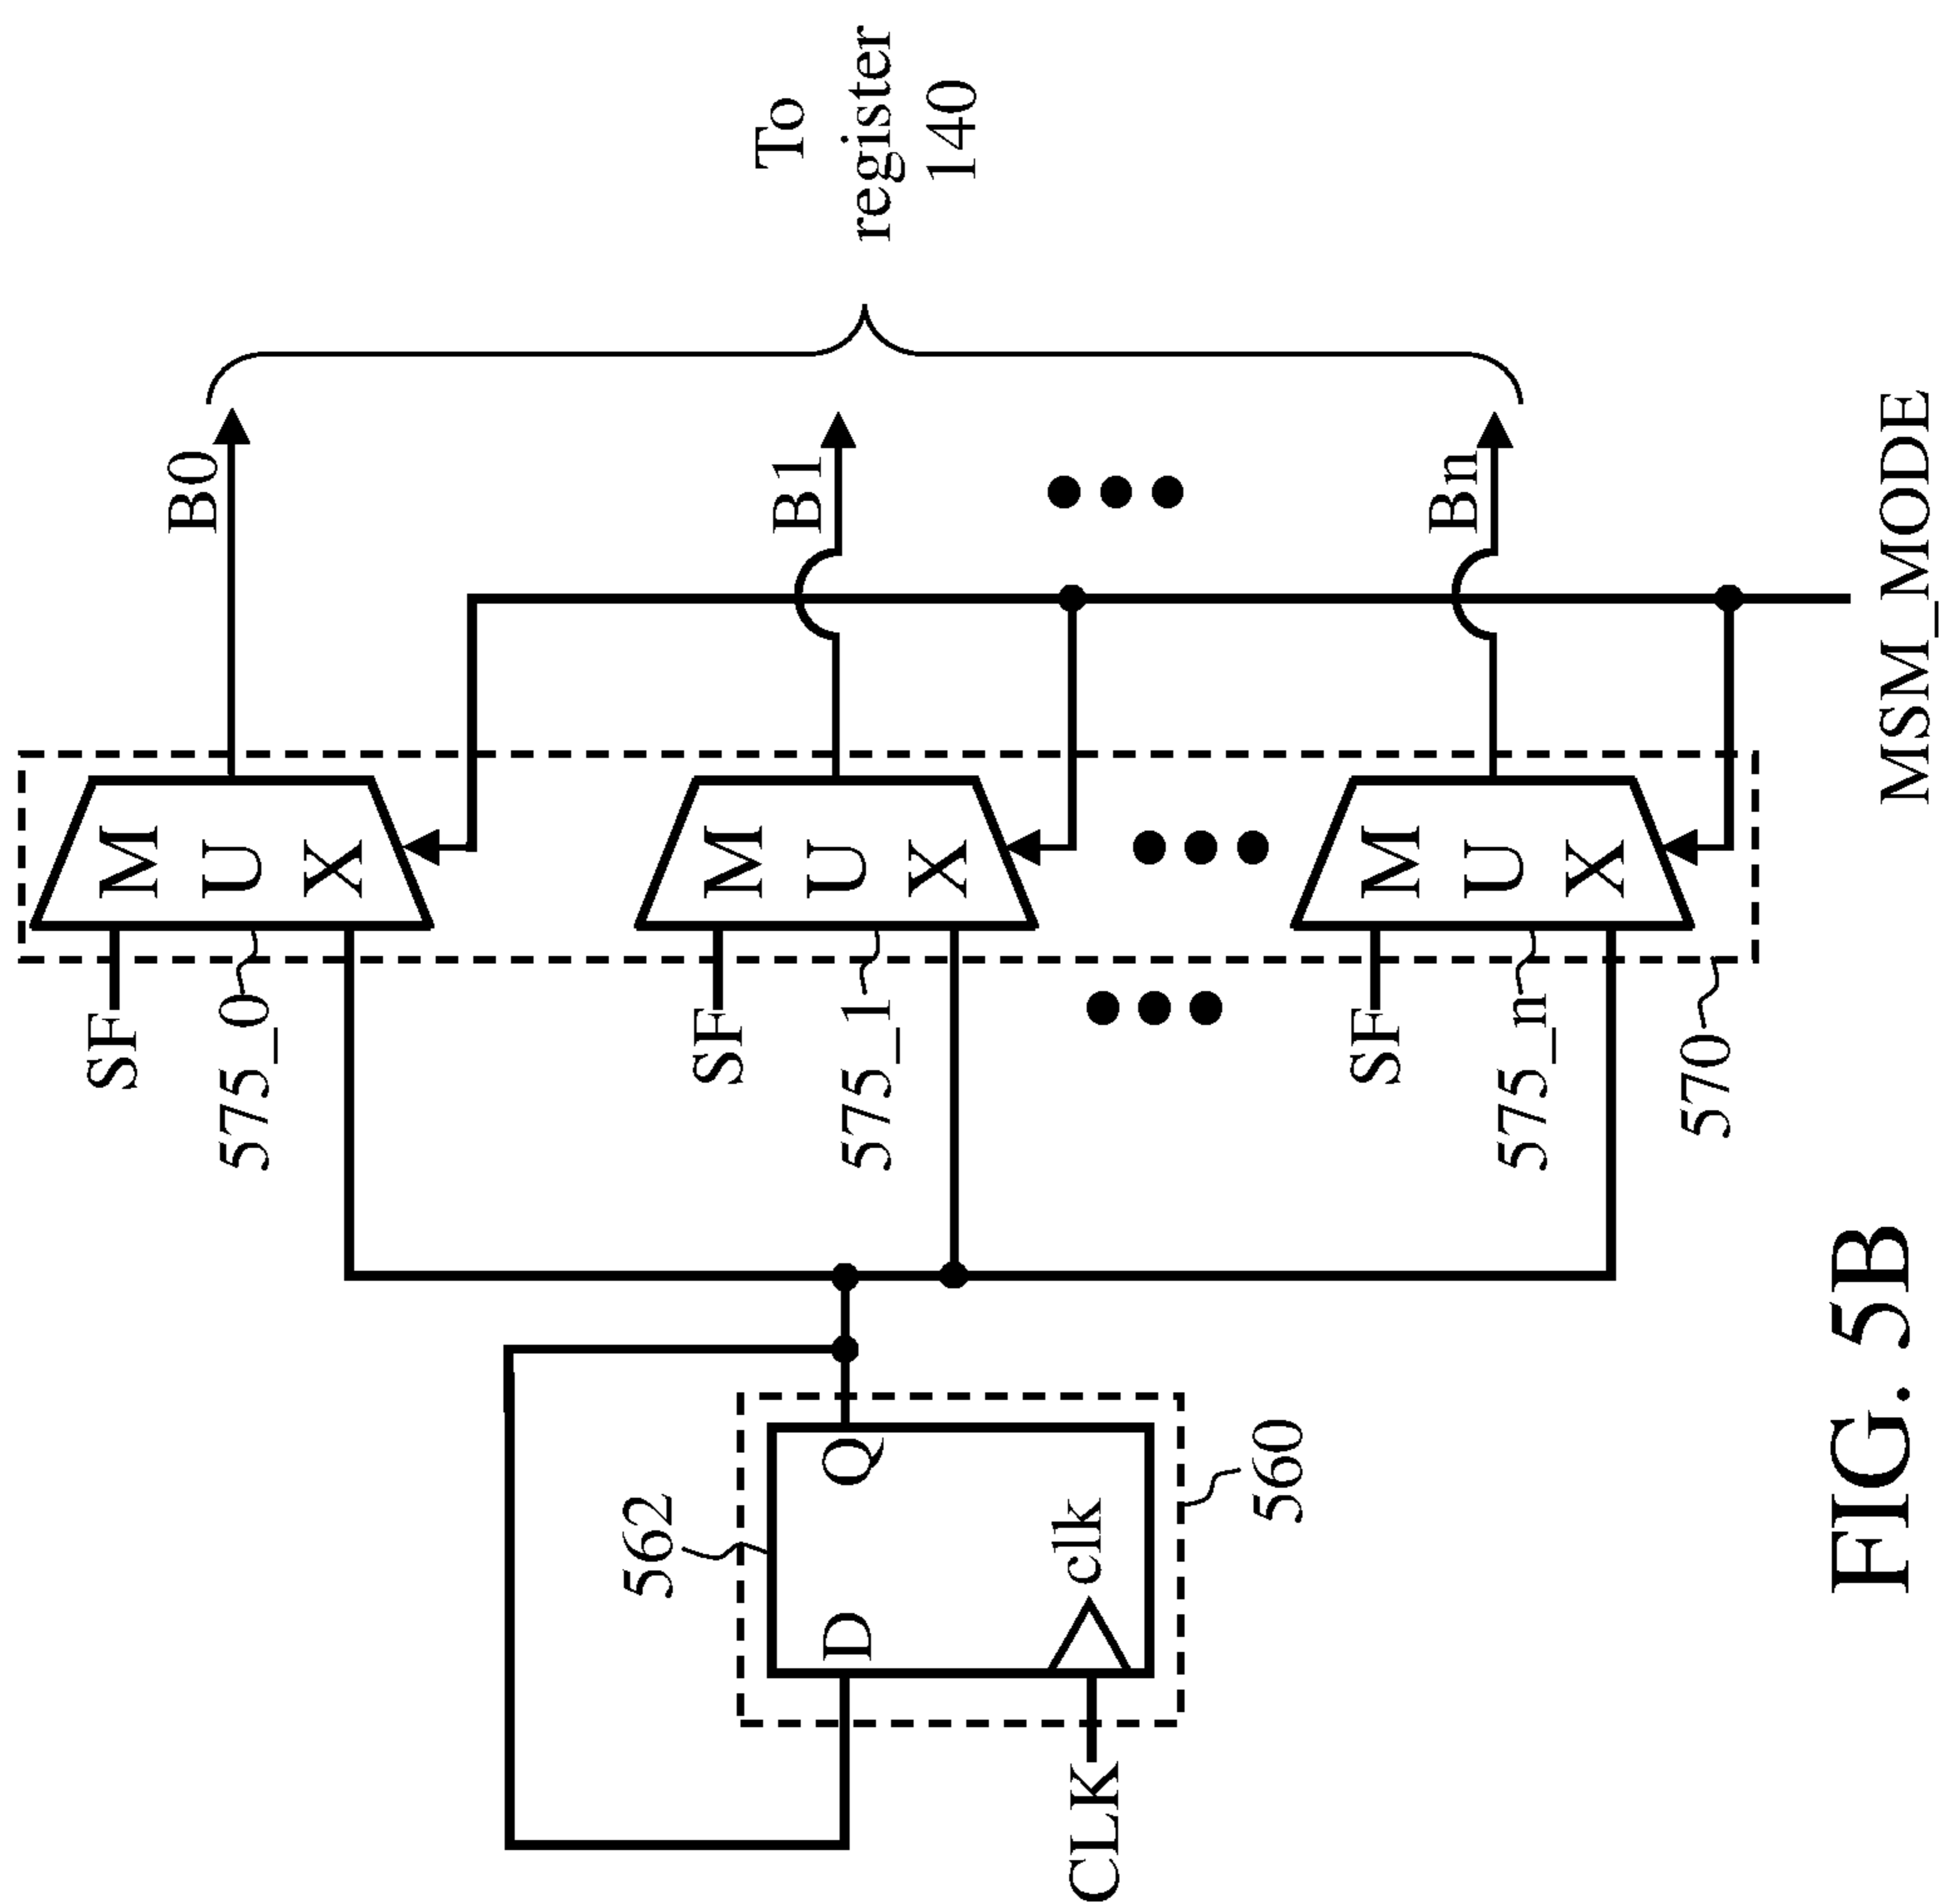 SF
575_0
M
U
X
B0
562
D
Q
clk
CLK
560
SF
575_1
M
U
X
B1
To
register
140
SF
575_n
M
U
X
Bn
570
MSM_MODE
FIG. 5B